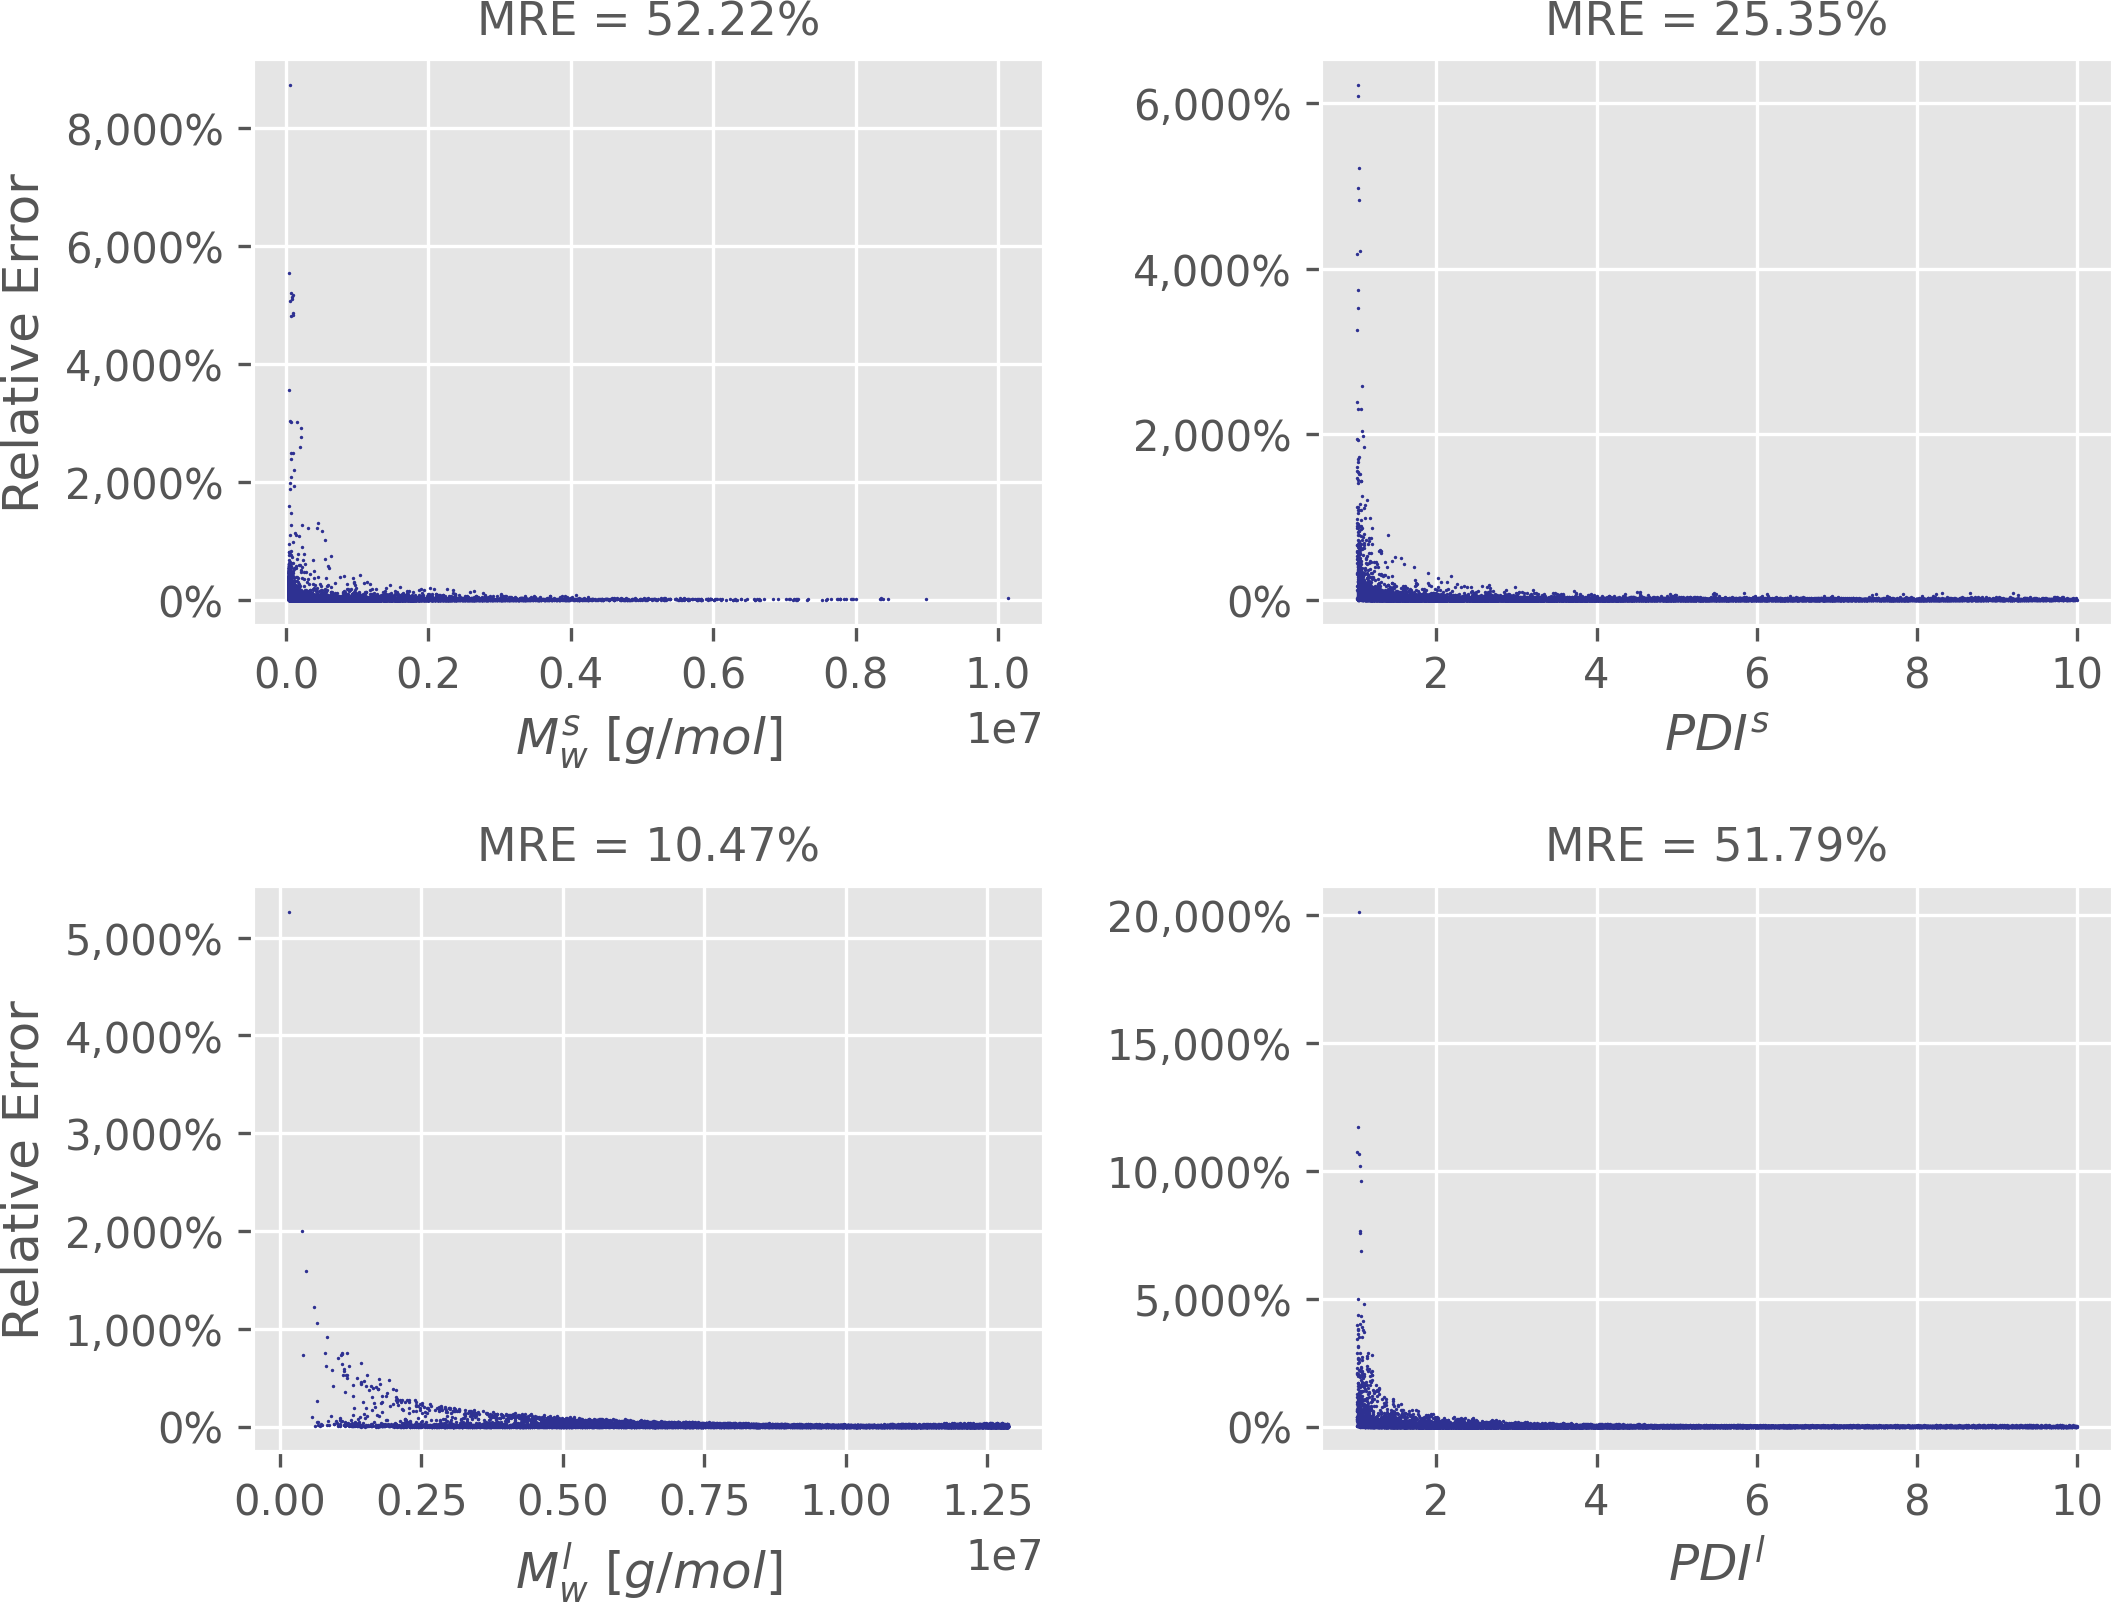 MRE = 52.22%
Relative Error
8,000%
6,000%
4,000%
2,000%
0%
0.0 0.2 0.4 0.6 0.8 1.0
1e7
M_w^s [g/mol]
MRE = 25.35%
6,000%
4,000%
2,000%
0%
2 4 6 8 10
PDI^s
MRE = 10.47%
Relative Error
5,000%
4,000%
3,000%
2,000%
1,000%
0%
0.00 0.25 0.50 0.75 1.00 1.25
1e7
M_w^l [g/mol]
MRE = 51.79%
20,000%
15,000%
10,000%
5,000%
0%
2 4 6 8 10
PDI^l